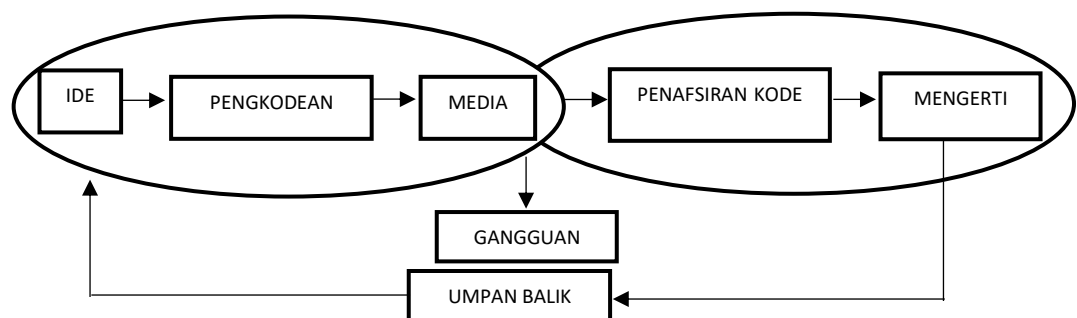 IDE
PENGKODEAN
MEDIA
PENAFSIRAN KODE
MENGERTI
GANGGUAN
UMPAN BALIK